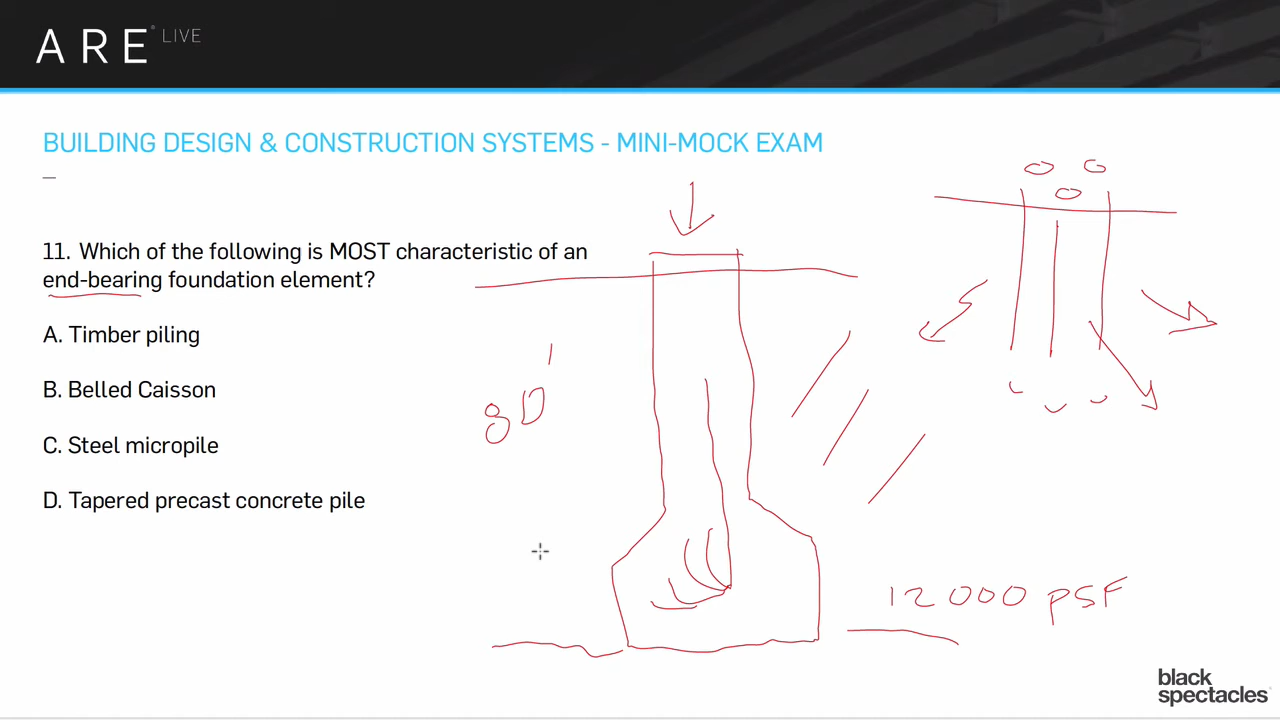 ARE® LIVE
BUILDING DESIGN & CONSTRUCTION SYSTEMS - MINI-MOCK EXAM
11. Which of the following is MOST characteristic of an
end-bearing foundation element?
A. Timber piling
B. Belled Caisson
C. Steel micropile
D. Tapered precast concrete pile
80'
12000 PSF
black
spectacles